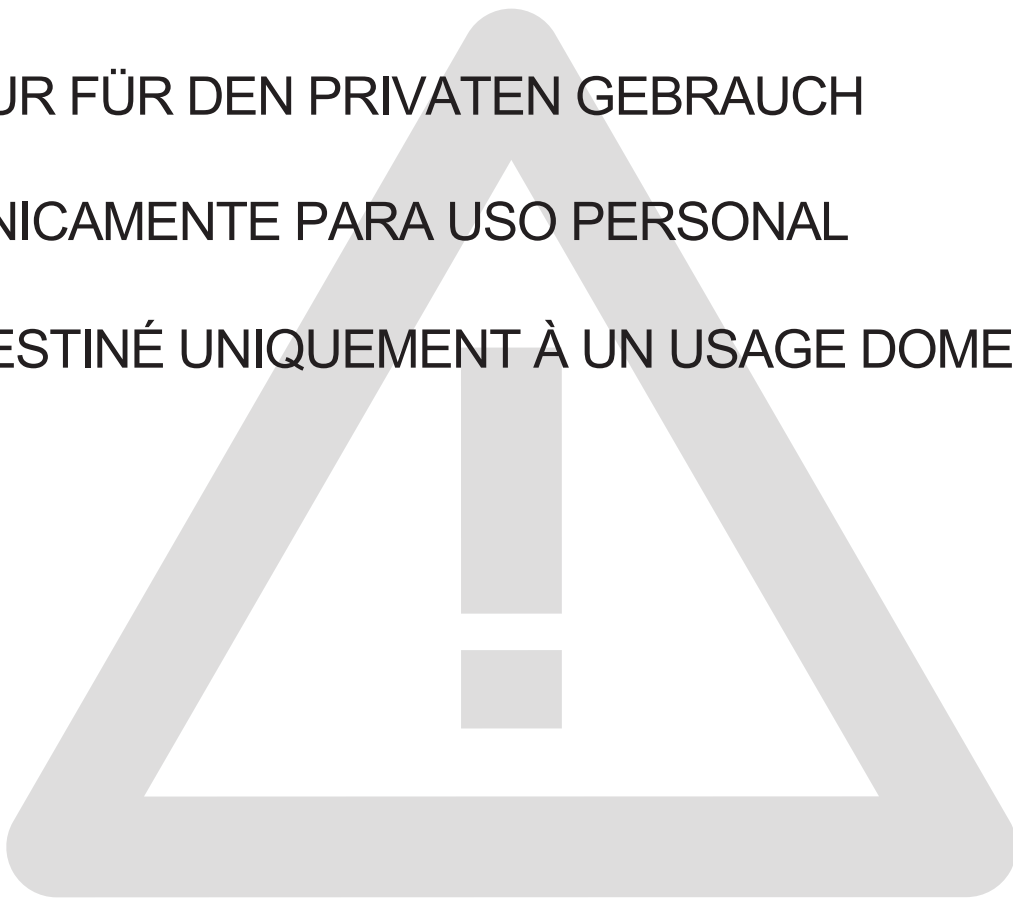 UR FÜR DEN PRIVATEN GEBRAUCH
NICAMENTE PARA USO PERSONAL
ESTINÉ UNIQUEMENT À UN USAGE DOME